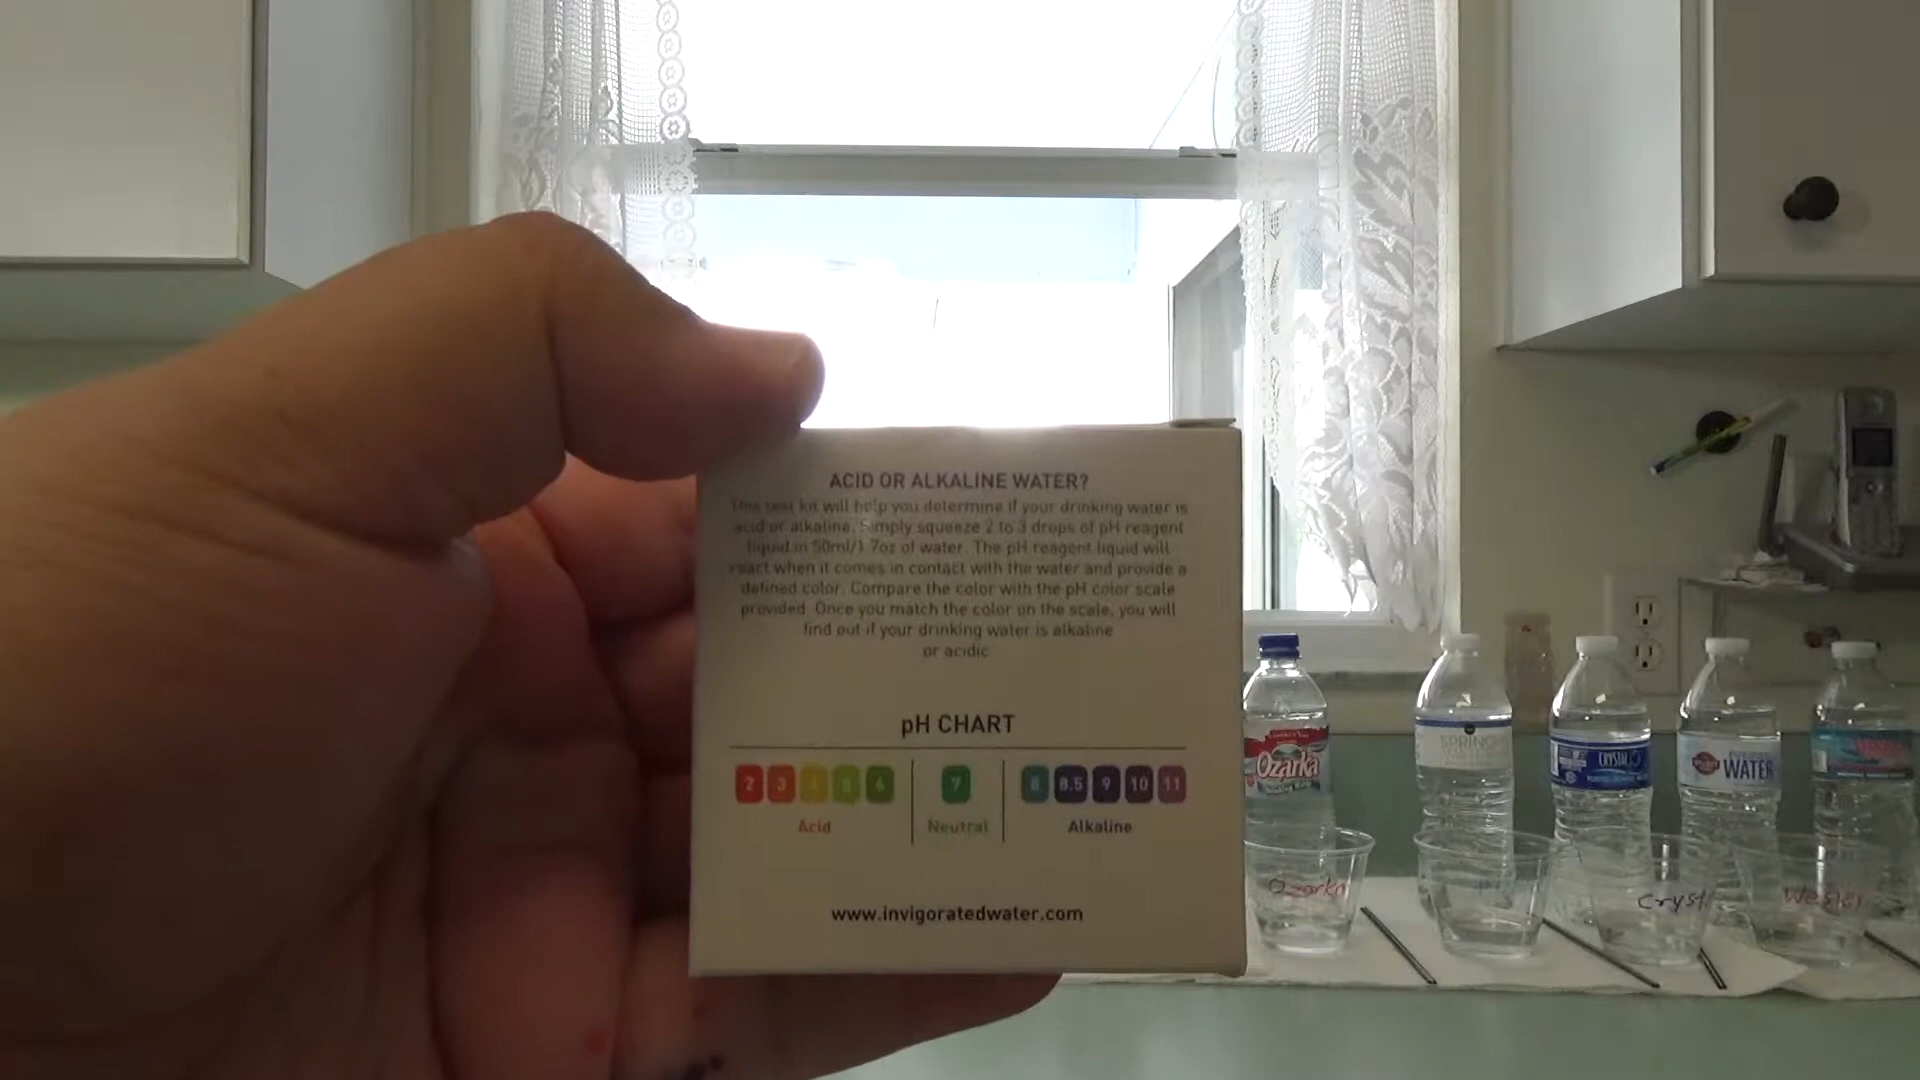 ACID OR ALKALINE WATER?
This test kit will help you determine if your drinking water is
acid or alkaline. Simply squeeze 2 to 3 drops of pH reagent
liquid in 50ml/1.7oz of water. The pH reagent liquid will
react when it comes in contact with the water and provide a
defined color. Compare the color with the pH color scale
provided. Once you match the color on the scale, you will
find out if your drinking water is alkaline
or acidic
pH CHART
2 3 4 5 6 7 8 8.5 9 10 11
Acid Neutral Alkaline
www.invigoratedwater.com
Ozarka
SPRING
CRYSTAL
WATER
Ozarka
Cryst